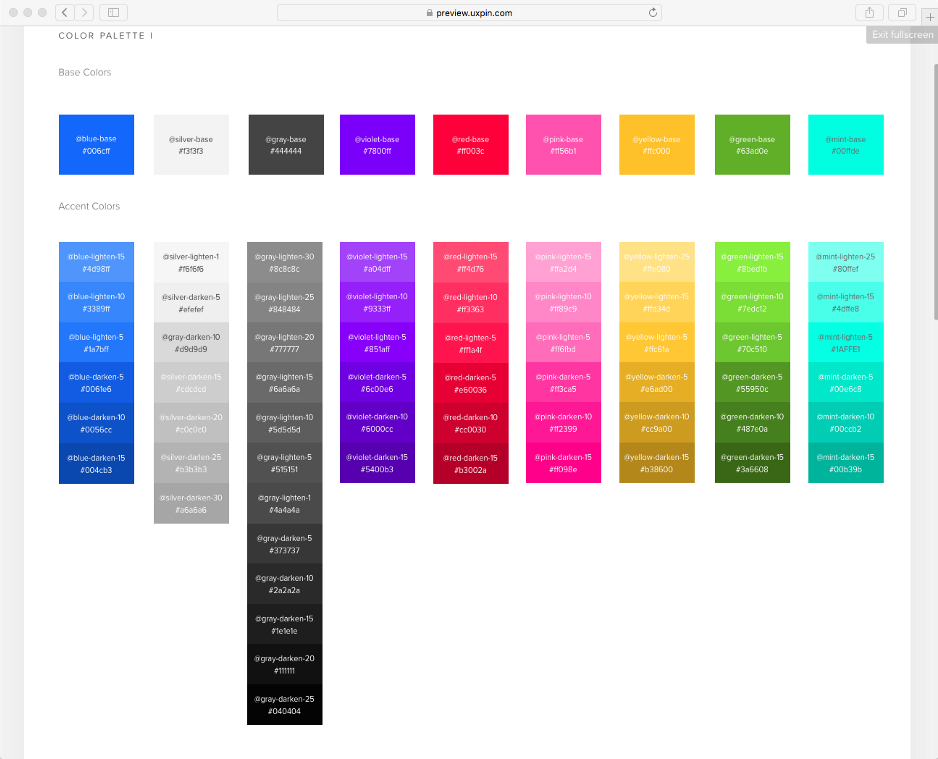 preview.uxpin.com
Exit fullscreen
COLOR PALETTE I
Base Colors
@blue-base
#006cff
@silver-base
#f3f3f3
@gray-base
#444444
@violet-base
#7800ff
@red-base
#ff003c
@pink-base
#ff56b1
@yellow-base
#ffc000
@green-base
#63ad0e
@mint-base
#00ffde
Accent Colors
@blue-lighten-15
#4d98ff
@blue-lighten-10
#3389ff
@blue-lighten-5
#1a7bff
@blue-darken-5
#0061e6
@blue-darken-10
#0056cc
@blue-darken-15
#004cb3
@silver-lighten-1
#f6f6f6
@silver-darken-5
#efefef
@gray-darken-10
#d9d9d9
@silver-darken-15
#cdcdcd
@silver-darken-20
#c0c0c0
@silver-darken-25
#b3b3b3
@silver-darken-30
#a6a6a6
@gray-lighten-30
#8c8c8c
@gray-lighten-25
#848484
@gray-lighten-20
#777777
@gray-lighten-15
#6a6a6a
@gray-lighten-10
#5d5d5d
@gray-lighten-5
#515151
@gray-lighten-1
#4a4a4a
@gray-darken-5
#373737
@gray-darken-10
#2a2a2a
@gray-darken-15
#1e1e1e
@gray-darken-20
#111111
@gray-darken-25
#040404
@violet-lighten-15
#a04dff
@violet-lighten-10
#9333ff
@violet-lighten-5
#851aff
@violet-darken-5
#6c00e6
@violet-darken-10
#6000cc
@violet-darken-15
#5400b3
@red-lighten-15
#ff4d76
@red-lighten-10
#ff3363
@red-lighten-5
#ff1a4f
@red-darken-5
#e60036
@red-darken-10
#cc0030
@red-darken-15
#b3002a
@pink-lighten-15
#ffa2d4
@pink-lighten-10
#ff89c9
@pink-lighten-5
#ff6fbd
@pink-darken-5
#ff3ca5
@pink-darken-10
#ff2399
@pink-darken-15
#ff098e
@yellow-lighten-25
#ffe080
@yellow-lighten-15
#ffd34d
@yellow-lighten-5
#ffc61a
@yellow-darken-5
#e6ad00
@yellow-darken-10
#cc9a00
@yellow-darken-15
#b38600
@green-lighten-15
@green-lighten-10
#7edc12
@green-lighten-5
#70c510
@green-darken-5
#55950c
@green-darken-10
#487e0a
@green-darken-15
#3a6608
@mint-lighten-25
#80ffef
@mint-lighten-15
#4dffe8
@mint-lighten-5
#1AFFE1
@mint-darken-5
#00e6c8
@mint-darken-10
#00ccb2
@mint-darken-15
#00b39b